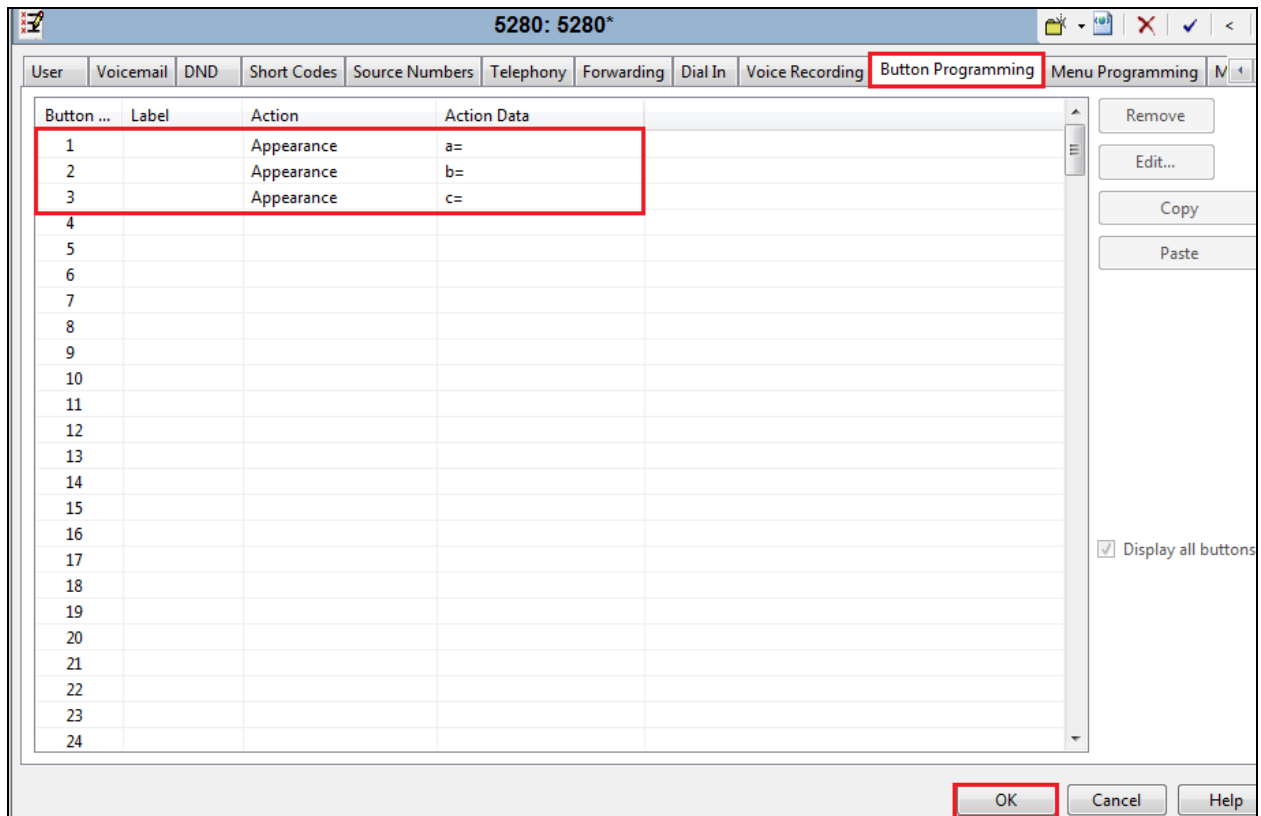 5280: 5280*
<
User Voicemail DND Short Codes Source Numbers Telephony Forwarding Dial In Voice Recording Button Programming Menu Programming M
Button ... Label Action Action Data
1 Appearance a=
2 Appearance b=
3 Appearance c=
4
5
6
7
8
9
10
11
12
13
14
15
16
17
18
19
20
21
22
23
24
Remove
Edit...
Copy
Paste
Display all buttons
OK Cancel Help